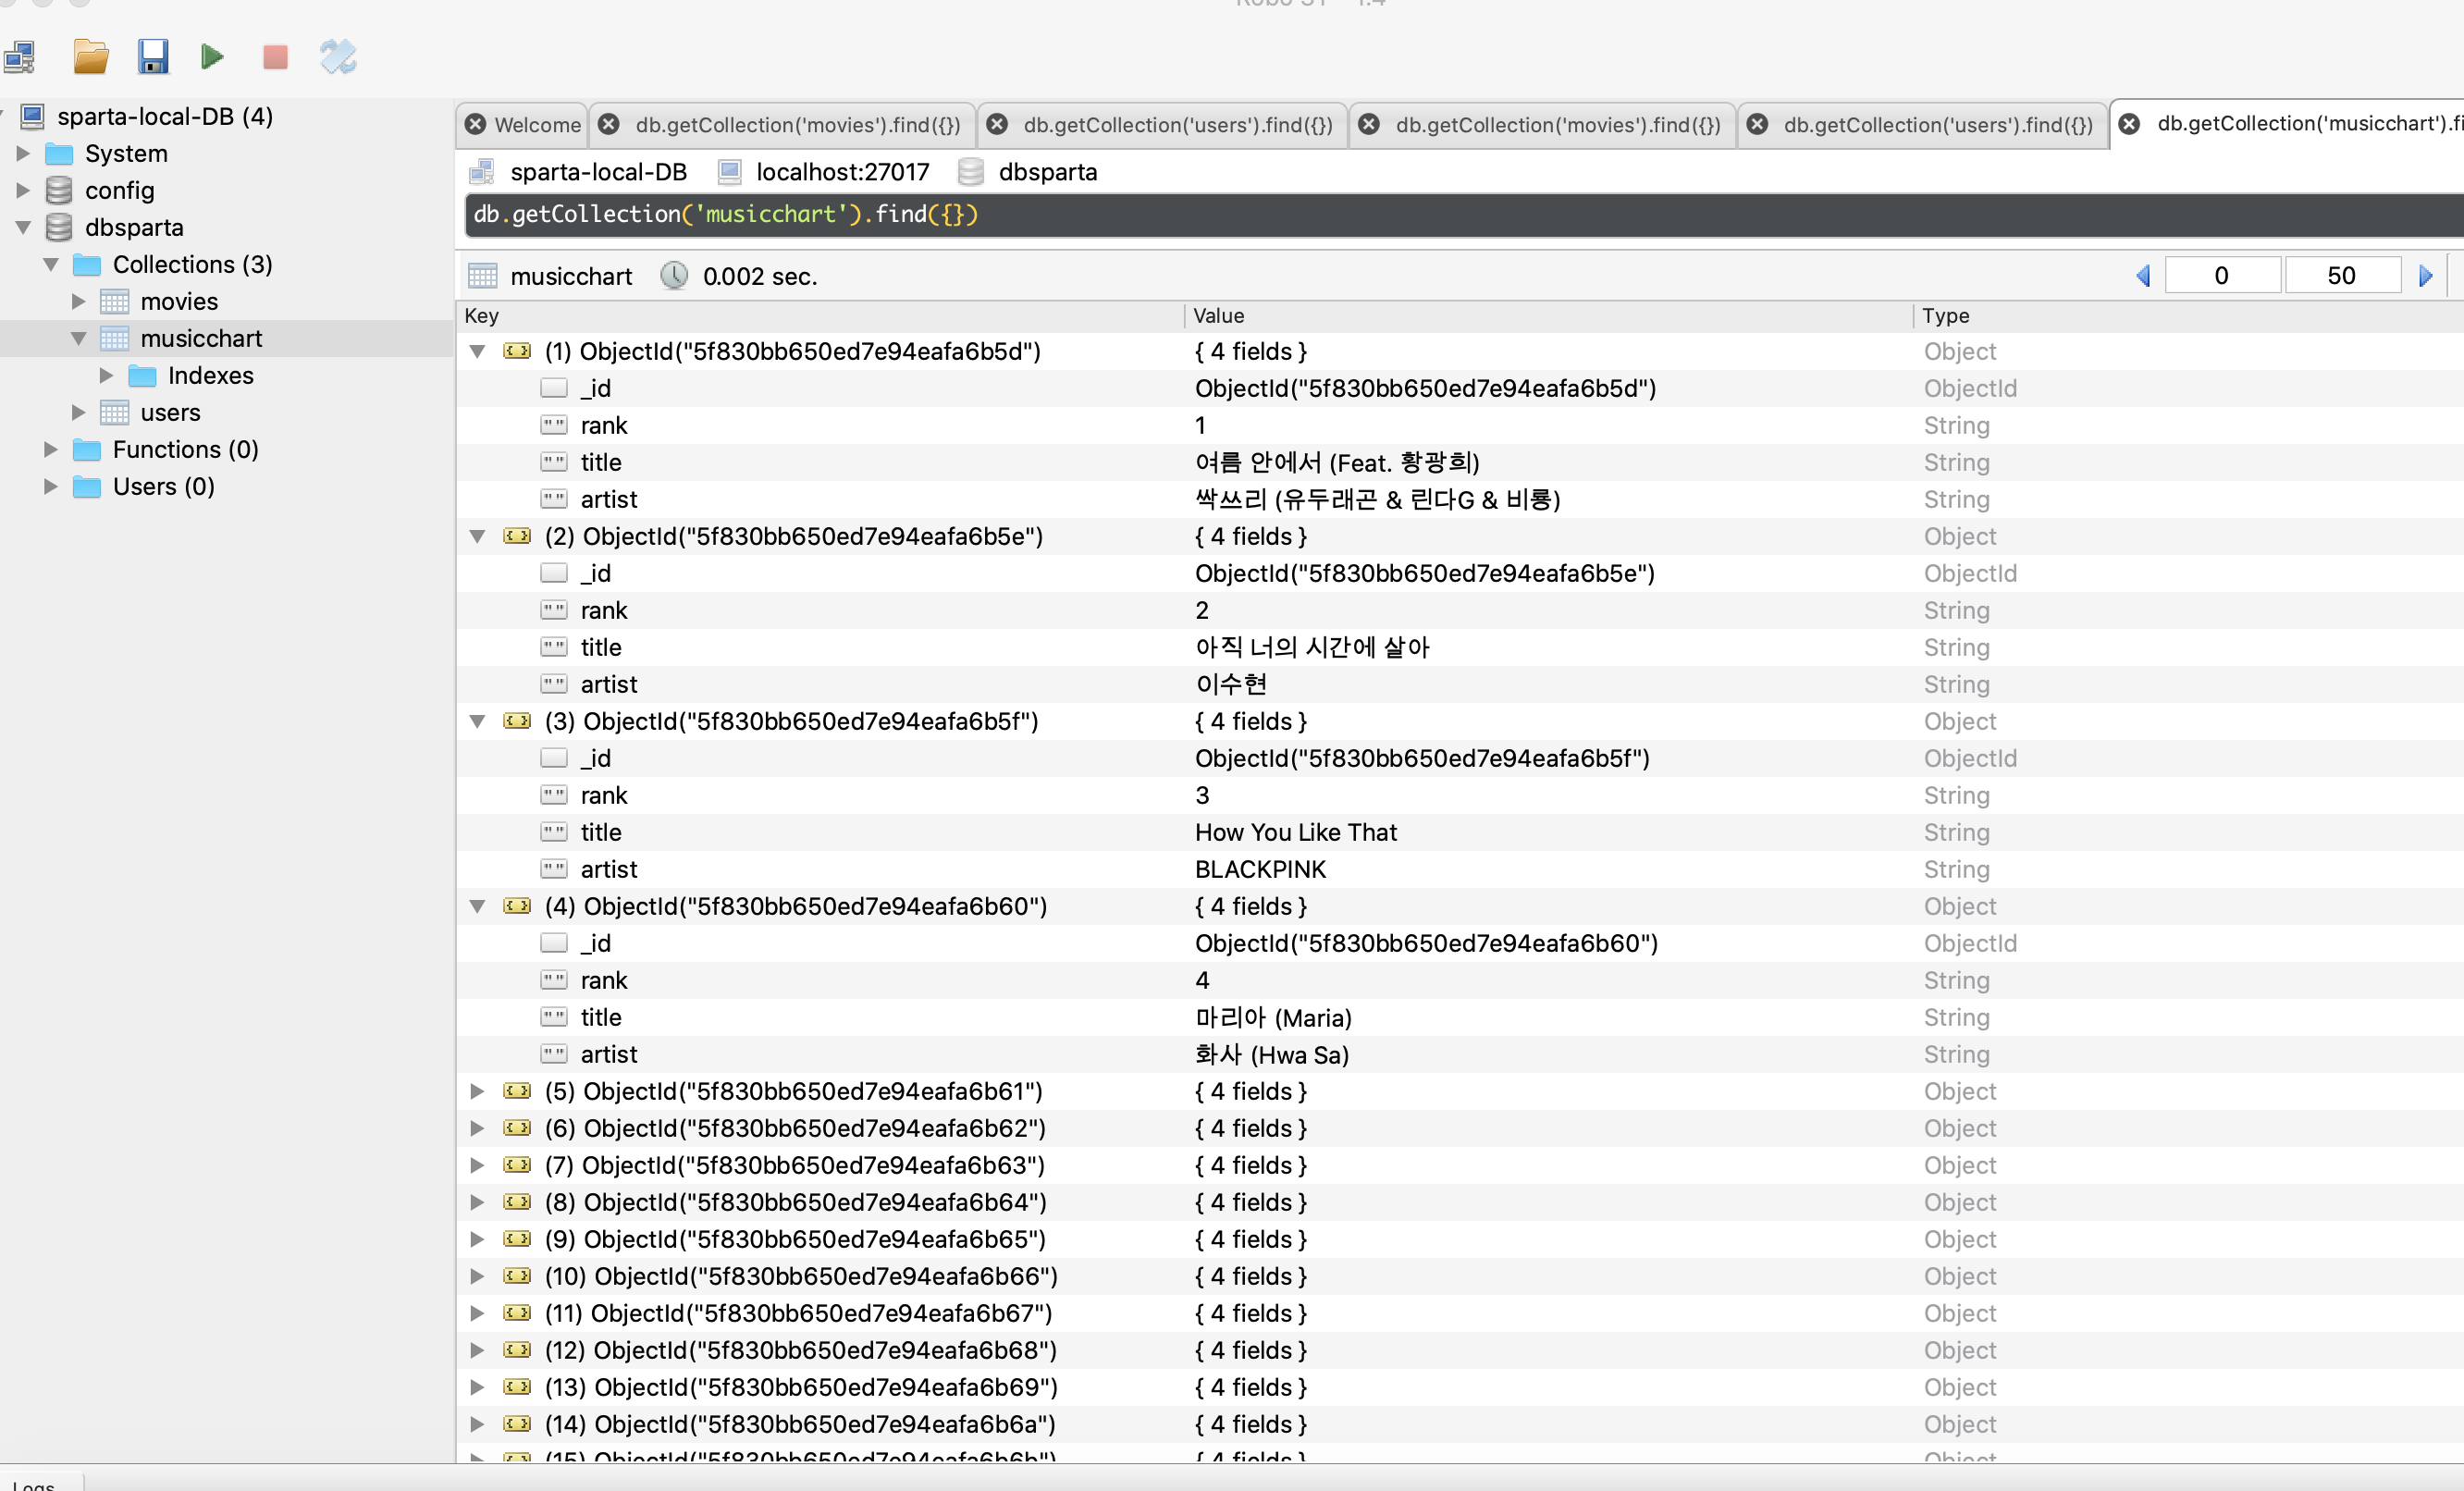 sparta-local-DB (4)
System
config
dbsparta
Collections (3)
movies
musicchart
Indexes
users
Functions (0)
Users (0)
Welcome db.getCollection('movies').find({}) db.getCollection('users').find({}) db.getCollection('movies').find({}) db.getCollection('users').find({}) db.getCollection('musicchart').fi
sparta-local-DB localhost:27017 dbsparta
db.getCollection('musicchart').find({})
musicchart 0.002 sec. 0 50
Key Value Type
(1) ObjectId("5f830bb650ed7e94eafa6b5d") { 4 fields } Object
_id ObjectId("5f830bb650ed7e94eafa6b5d") ObjectId
rank 1 String
title 여름 안에서 (Feat. 황광희) String
artist 싹쓰리 (유두래곤 & 린다G & 비룡) String
(2) ObjectId("5f830bb650ed7e94eafa6b5e") { 4 fields } Object
_id ObjectId("5f830bb650ed7e94eafa6b5e") ObjectId
rank 2 String
title 아직 너의 시간에 살아 String
artist 이수현 String
(3) ObjectId("5f830bb650ed7e94eafa6b5f") { 4 fields } Object
_id ObjectId("5f830bb650ed7e94eafa6b5f") ObjectId
rank 3 String
title How You Like That String
artist BLACKPINK String
(4) ObjectId("5f830bb650ed7e94eafa6b60") { 4 fields } Object
_id ObjectId("5f830bb650ed7e94eafa6b60") ObjectId
rank 4 String
title 마리아 (Maria) String
artist 화사 (Hwa Sa) String
(5) ObjectId("5f830bb650ed7e94eafa6b61") { 4 fields } Object
(6) ObjectId("5f830bb650ed7e94eafa6b62") { 4 fields } Object
(7) ObjectId("5f830bb650ed7e94eafa6b63") { 4 fields } Object
(8) ObjectId("5f830bb650ed7e94eafa6b64") { 4 fields } Object
(9) ObjectId("5f830bb650ed7e94eafa6b65") { 4 fields } Object
(10) ObjectId("5f830bb650ed7e94eafa6b66") { 4 fields } Object
(11) ObjectId("5f830bb650ed7e94eafa6b67") { 4 fields } Object
(12) ObjectId("5f830bb650ed7e94eafa6b68") { 4 fields } Object
(13) ObjectId("5f830bb650ed7e94eafa6b69") { 4 fields } Object
(14) ObjectId("5f830bb650ed7e94eafa6b6a") { 4 fields } Object
(15) ObjectId("5f830bb650ed7e94eafa6b6b") { 4 fields } Object
Logs